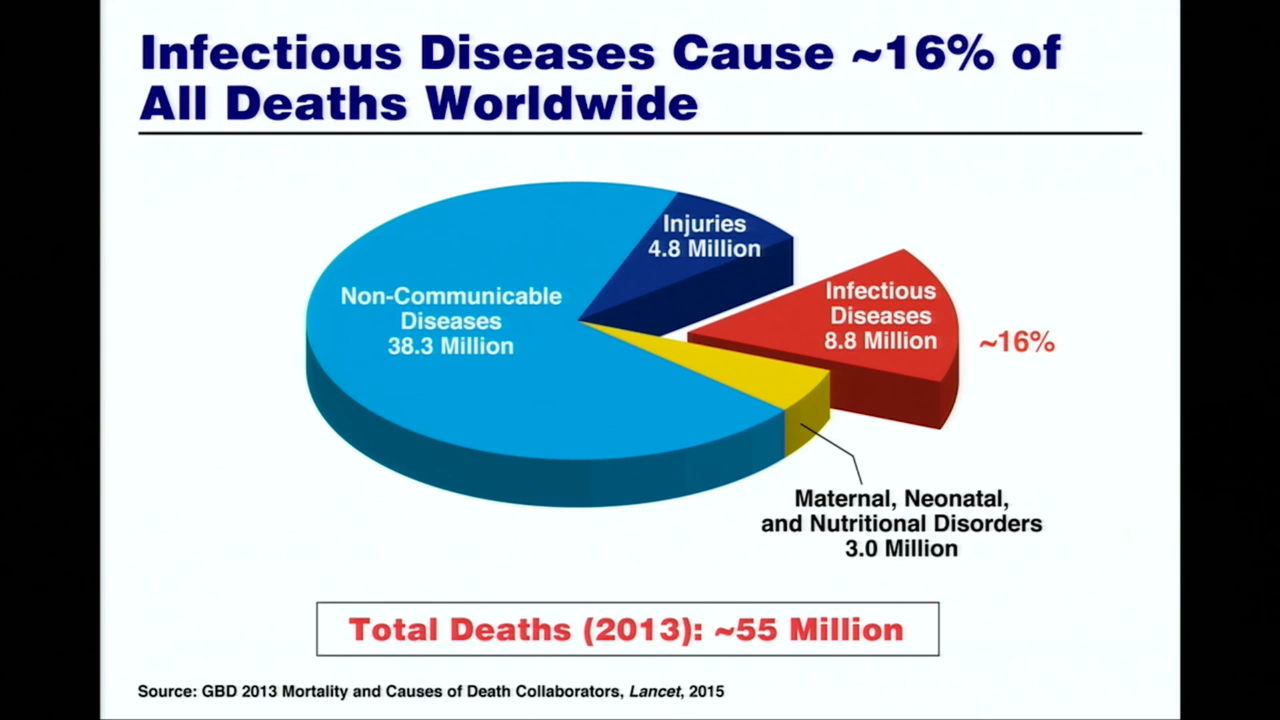 Infectious Diseases Cause ~16% of
All Deaths Worldwide
Injuries
4.8 Million
Non-Communicable
Diseases
38.3 Million
Infectious
Diseases
8.8 Million
~16%
Maternal, Neonatal,
and Nutritional Disorders
3.0 Million
Total Deaths (2013): ~55 Million
Source: GBD 2013 Mortality and Causes of Death Collaborators, Lancet, 2015